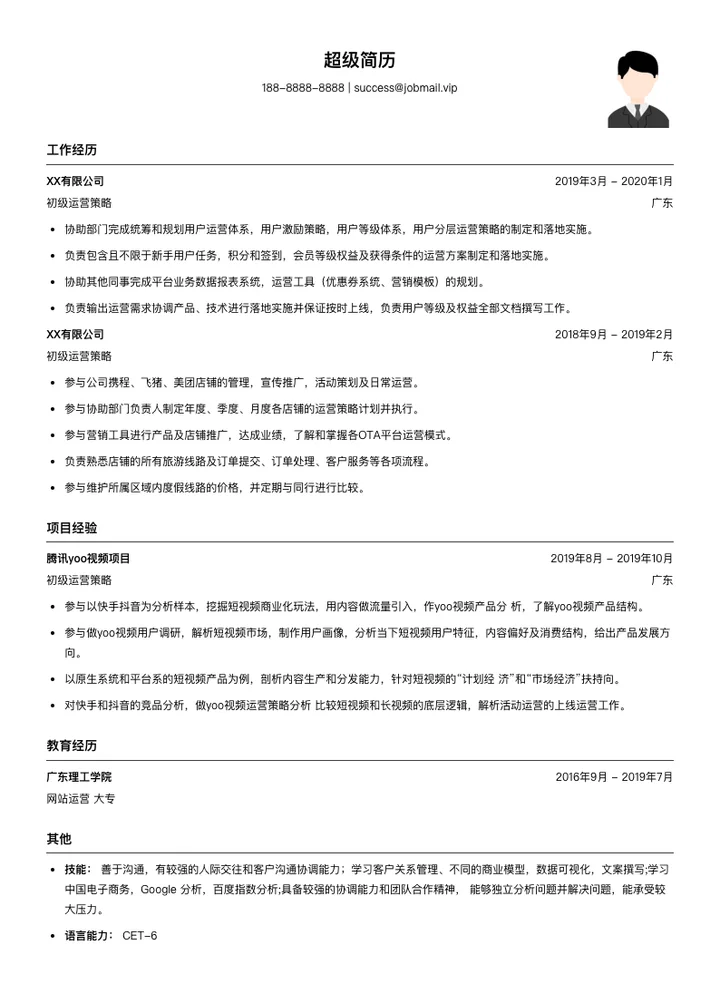 超级简历
188-8888-8888 | success@jobmail.vip
工作经历
XX有限公司 2019年3月 – 2020年1月
初级运营策略 广东
• 协助部门完成统筹和规划用户运营体系，用户激励策略，用户等级体系，用户分层运营策略的制定和落地实施。
• 负责包含且不限于新手用户任务，积分和签到，会员等级权益及获得条件的运营方案制定和落地实施。
• 协助其他同事完成平台业务数据报表系统，运营工具（优惠券系统、营销模板）的规划。
• 负责输出运营需求协调产品、技术进行落地实施并保证按时上线，负责用户等级及权益全部文档撰写工作。
XX有限公司 2018年9月 – 2019年2月
初级运营策略 广东
• 参与公司携程、飞猪、美团店铺的管理，宣传推广，活动策划及日常运营。
• 参与协助部门负责人制定年度、季度、月度各店铺的运营策略计划并执行。
• 参与营销工具进行产品及店铺推广，达成业绩，了解和掌握各OTA平台运营模式。
• 负责熟悉店铺的所有旅游线路及订单提交、订单处理、客户服务等各项流程。
• 参与维护所属区域内度假线路的价格，并定期与同行进行比较。
项目经验
腾讯yoo视频项目 2019年8月 – 2019年10月
初级运营策略 广东
• 参与以快手抖音为分析样本，挖掘短视频商业化玩法，用内容做流量引入，作yoo视频产品分 析，了解yoo视频产品结构。
• 参与做yoo视频用户调研，解析短视频市场，制作用户画像，分析当下短视频用户特征，内容偏好及消费结构，给出产品发展方
向。
• 以原生系统和平台系的短视频产品为例，剖析内容生产和分发能力，针对短视频的“计划经 济”和“市场经济”扶持向。
• 对快手和抖音的竞品分析，做yoo视频运营策略分析 比较短视频和长视频的底层逻辑，解析活动运营的上线运营工作。
教育经历
广东理工学院 2016年9月 – 2019年7月
网站运营 大专
其他
• 技能： 善于沟通，有较强的人际交往和客户沟通协调能力；学习客户关系管理、不同的商业模型，数据可视化，文案撰写;学习
中国电子商务，Google 分析，百度指数分析;具备较强的协调能力和团队合作精神， 能够独立分析问题并解决问题，能承受较
大压力。
• 语言能力： CET-6